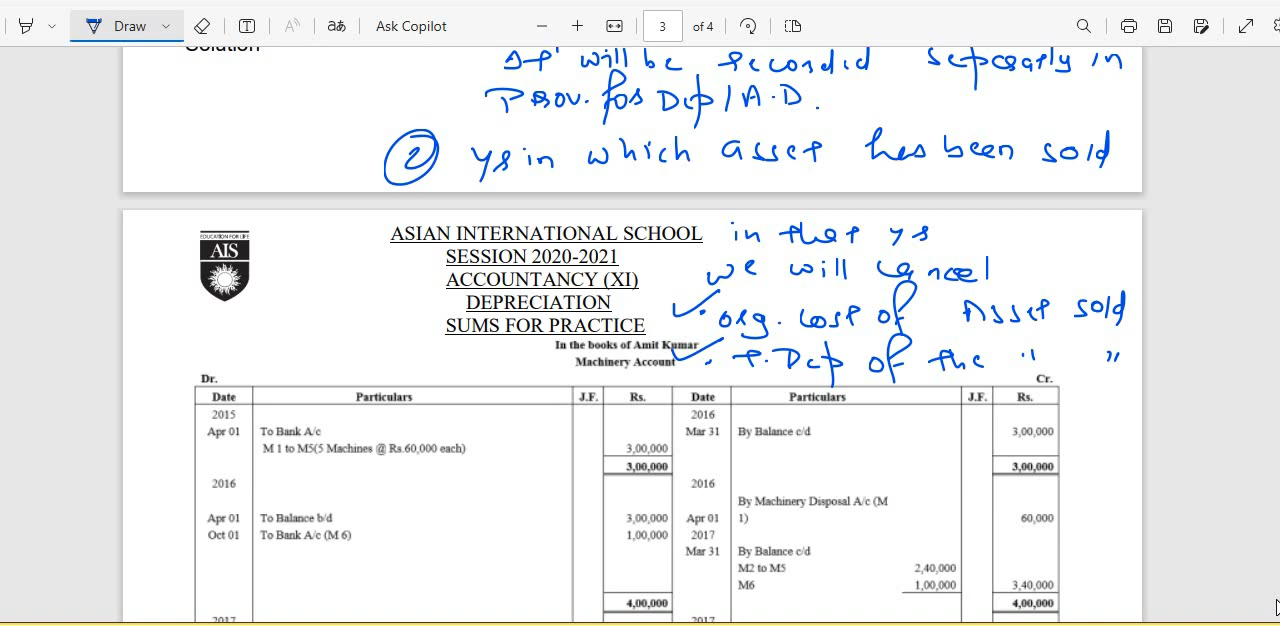 Draw
Ask Copilot
3
of 4
Solution
will be recorded separatly in
Prov. for Dep / A.D.
2 yr in which asset has been sold
EDUCATION FOR LIFE
AIS
ASIAN INTERNATIONAL SCHOOL
SESSION 2020-2021
ACCOUNTANCY (XI)
DEPRECIATION
SUMS FOR PRACTICE
in that yr
we will cancel
org. cost of Asset sold
P. Dep of the " "
In the books of Amit Kumar
Machinery Account
Dr. Cr.
Date Particulars J.F. Rs. Date Particulars J.F. Rs.
2015 2016
Apr 01 To Bank A/c Mar 31 By Balance c/d 3,00,000
M 1 to M5(5 Machines @ Rs.60,000 each) 3,00,000
3,00,000 3,00,000
2016 2016
By Machinery Disposal A/c (M
Apr 01 To Balance b/d 3,00,000 Apr 01 1) 60,000
Oct 01 To Bank A/c (M 6) 1,00,000 2017
Mar 31 By Balance c/d
M2 to M5 2,40,000
M6 1,00,000 3,40,000
4,00,000 4,00,000
2017 2017